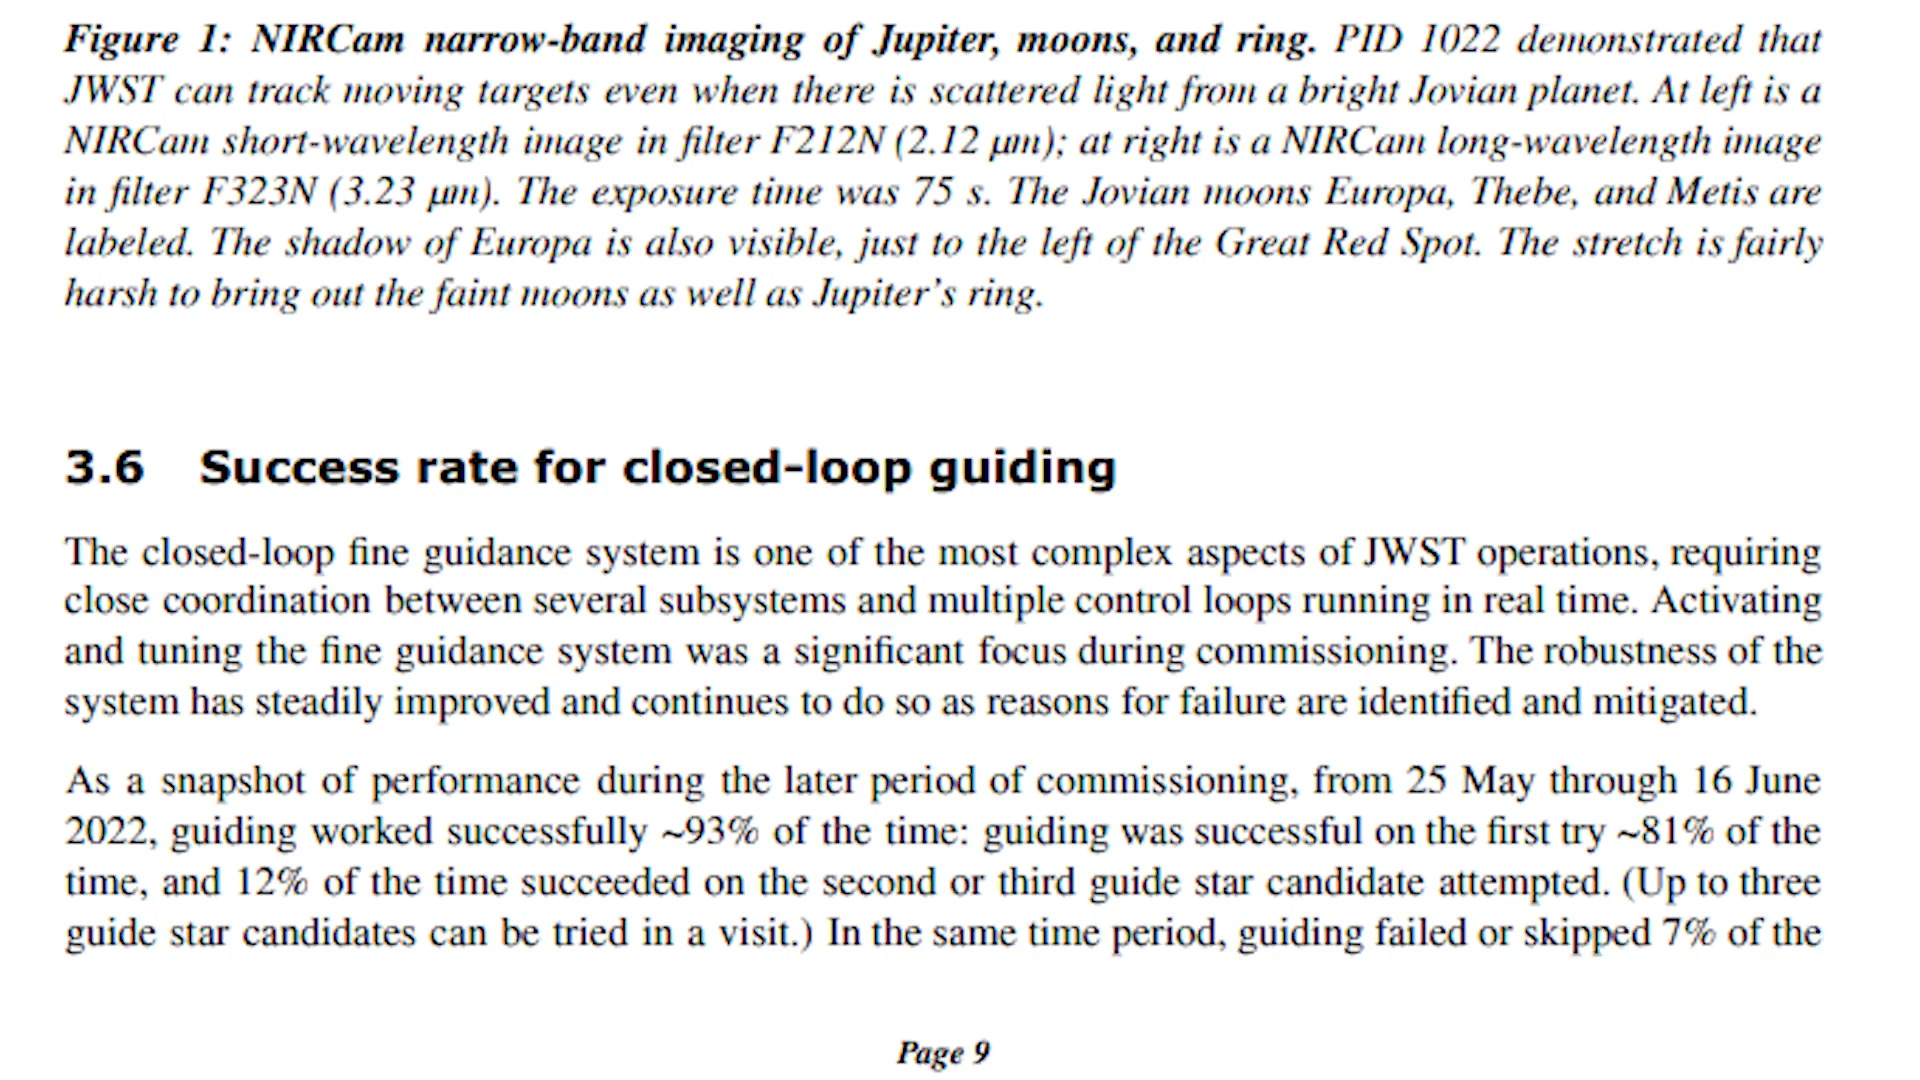 Figure 1: NIRCam narrow-band imaging of Jupiter, moons, and ring. PID 1022 demonstrated that
JWST can track moving targets even when there is scattered light from a bright Jovian planet. At left is a
NIRCam short-wavelength image in filter F212N (2.12 μm); at right is a NIRCam long-wavelength image
in filter F323N (3.23 μm). The exposure time was 75 s. The Jovian moons Europa, Thebe, and Metis are
labeled. The shadow of Europa is also visible, just to the left of the Great Red Spot. The stretch is fairly
harsh to bring out the faint moons as well as Jupiter’s ring.
3.6 Success rate for closed-loop guiding
The closed-loop fine guidance system is one of the most complex aspects of JWST operations, requiring
close coordination between several subsystems and multiple control loops running in real time. Activating
and tuning the fine guidance system was a significant focus during commissioning. The robustness of the
system has steadily improved and continues to do so as reasons for failure are identified and mitigated.
As a snapshot of performance during the later period of commissioning, from 25 May through 16 June
2022, guiding worked successfully ~93% of the time: guiding was successful on the first try ~81% of the
time, and 12% of the time succeeded on the second or third guide star candidate attempted. (Up to three
guide star candidates can be tried in a visit.) In the same time period, guiding failed or skipped 7% of the
Page 9